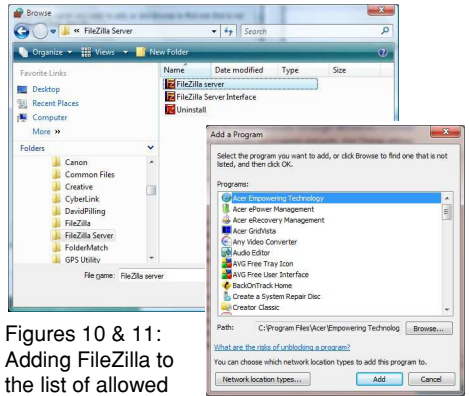 Browse
« FileZilla Server
Search
Organize
Views
New Folder
Favorite Links
Desktop
Recent Places
Computer
More »
Folders
Canon
Common Files
Creative
CyberLink
DavidPilling
FileZilla
FileZilla Server
FolderMatch
GPS Utility
Name
Date modified
Type
Size
FileZilla server
FileZilla Server Interface
Uninstall
File name:
FileZilla server
Add a Program
Select the program you want to add, or click Browse to find one that is not
listed, and then click OK.
Programs:
Acer Empowering Technology
Acer ePower Management
Acer eRecovery Management
Acer GridVista
Any Video Converter
Audio Editor
AVG Free Tray Icon
AVG Free User Interface
BackOnTrack Home
Create a System Repair Disc
Creator Classic
Path:
C:\Program Files\Acer\Empowering Technolog
Browse...
What are the risks of unblocking a program?
You can choose which network location types to add this program to.
Network location types...
Add
Cancel
Figures 10 & 11:
Adding FileZilla to
the list of allowed